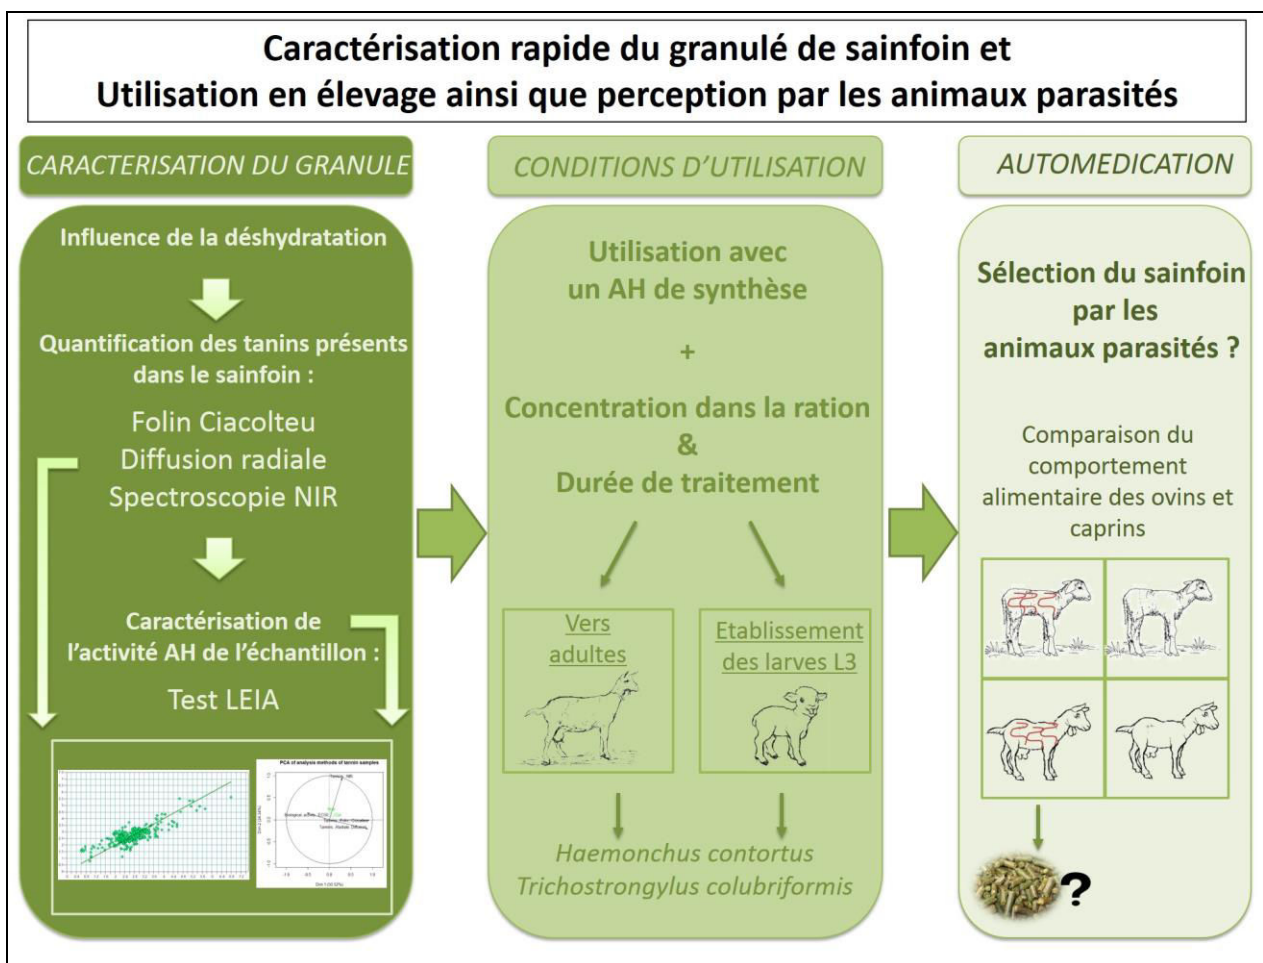 Caractérisation rapide du granulé de sainfoin et
Utilisation en élevage ainsi que perception par les animaux parasités
CARACTERISATION DU GRANULE
Influence de la déshydratation
Quantification des tanins présents
dans le sainfoin :
Folin Ciacolteu
Diffusion radiale
Spectroscopie NIR
Caractérisation de
l'activité AH de l'échantillon :
Test LEIA
PCA of analysis methods of tannin samples
CONDITIONS D'UTILISATION
Utilisation avec
un AH de synthèse
+
Concentration dans la ration
&
Durée de traitement
Vers
adultes
Etablissement
des larves L3
Haemonchus contortus
Trichostrongylus colubriformis
AUTOMEDICATION
Sélection du sainfoin
par les
animaux parasités ?
Comparaison du
comportement
alimentaire des ovins et
caprins
?